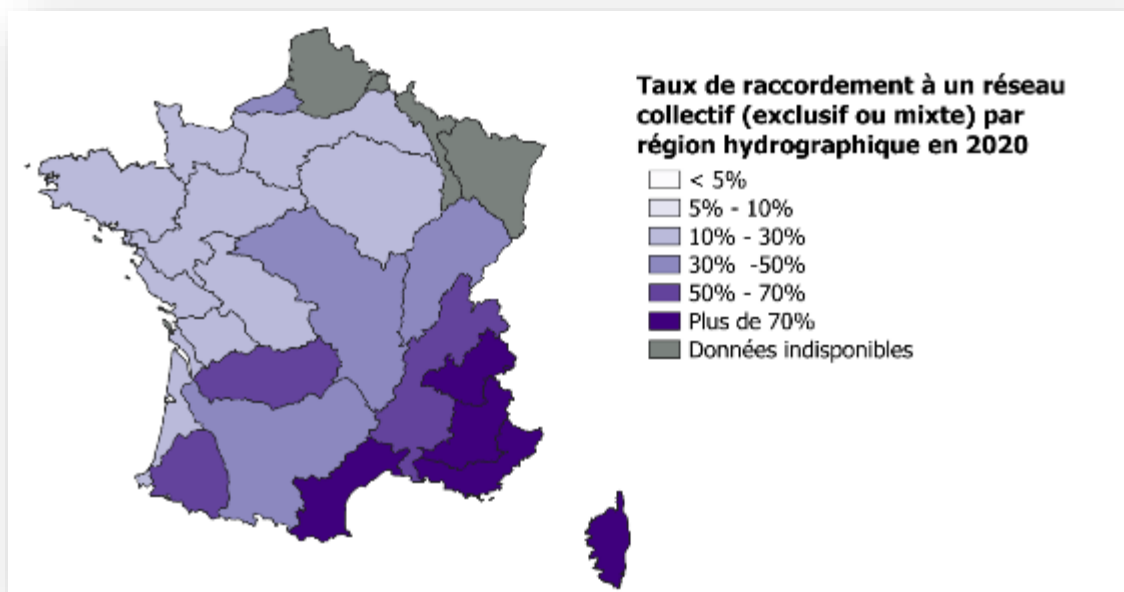 Taux de raccordement à un réseau
collectif (exclusif ou mixte) par
région hydrographique en 2020
< 5%
5% - 10%
10% - 30%
30% -50%
50% - 70%
Plus de 70%
Données indisponibles